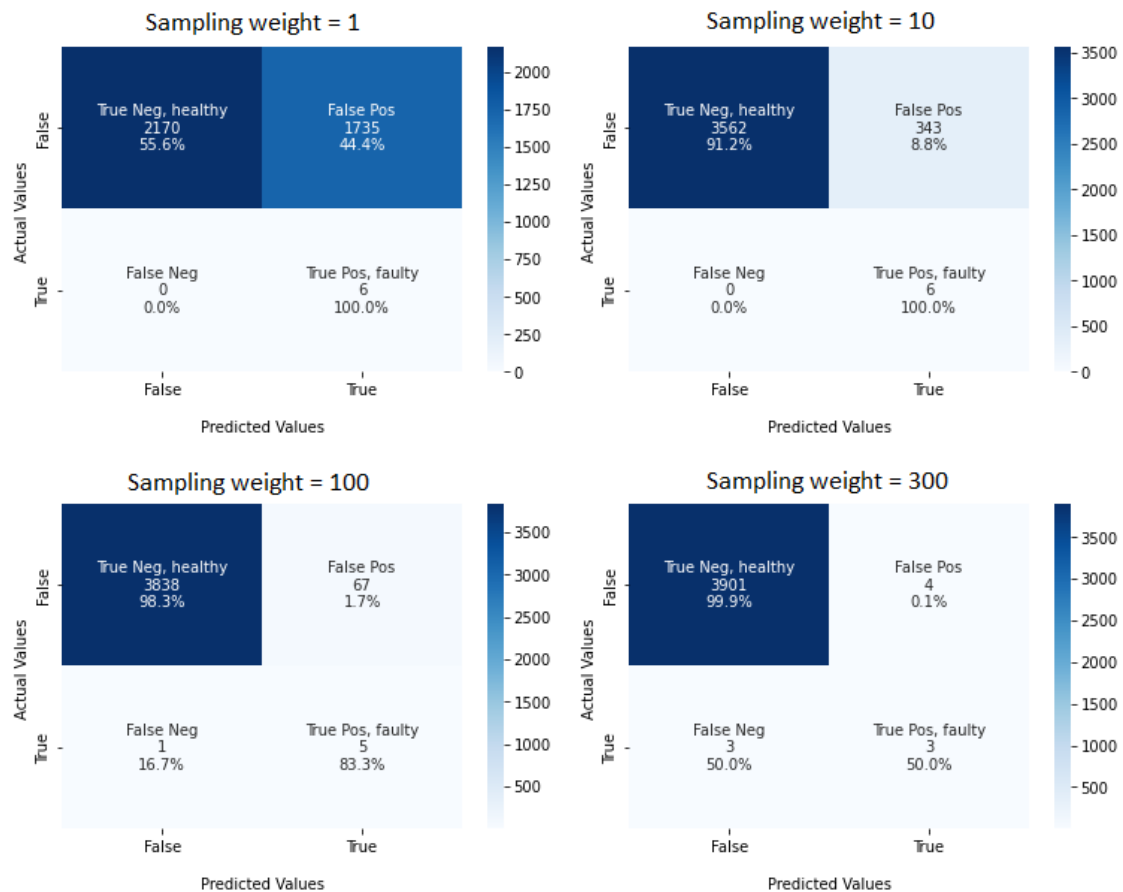 Sampling weight = 1
Actual Values
False
True
True Neg, healthy
2170
55.6%
False Pos
1735
44.4%
False Neg
0
0.0%
True Pos, faulty
6
100.0%
False
True
Predicted Values
2000
1750
1500
1250
1000
750
500
250
0
Sampling weight = 10
Actual Values
False
True
True Neg, healthy
3562
91.2%
False Pos
343
8.8%
False Neg
0
0.0%
True Pos, faulty
6
100.0%
False
True
Predicted Values
3500
3000
2500
2000
1500
1000
500
0
Sampling weight = 100
Actual Values
False
True
True Neg, healthy
3838
98.3%
False Pos
67
1.7%
False Neg
1
16.7%
True Pos, faulty
5
83.3%
False
True
Predicted Values
3500
3000
2500
2000
1500
1000
500
Sampling weight = 300
Actual Values
False
True
True Neg, healthy
3901
99.9%
False Pos
4
0.1%
False Neg
3
50.0%
True Pos, faulty
3
50.0%
False
True
Predicted Values
3500
3000
2500
2000
1500
1000
500